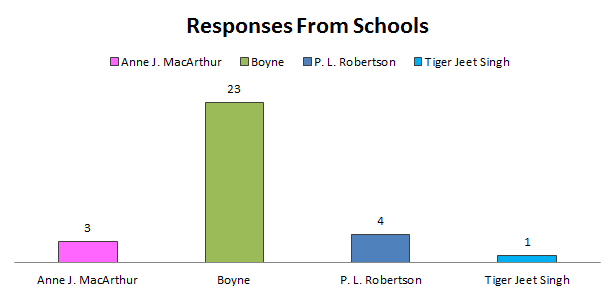 Responses From Schools
Anne J. MacArthur Boyne P. L. Robertson Tiger Jeet Singh
23
3
4
1
Anne J. MacArthur Boyne P. L. Robertson Tiger Jeet Singh